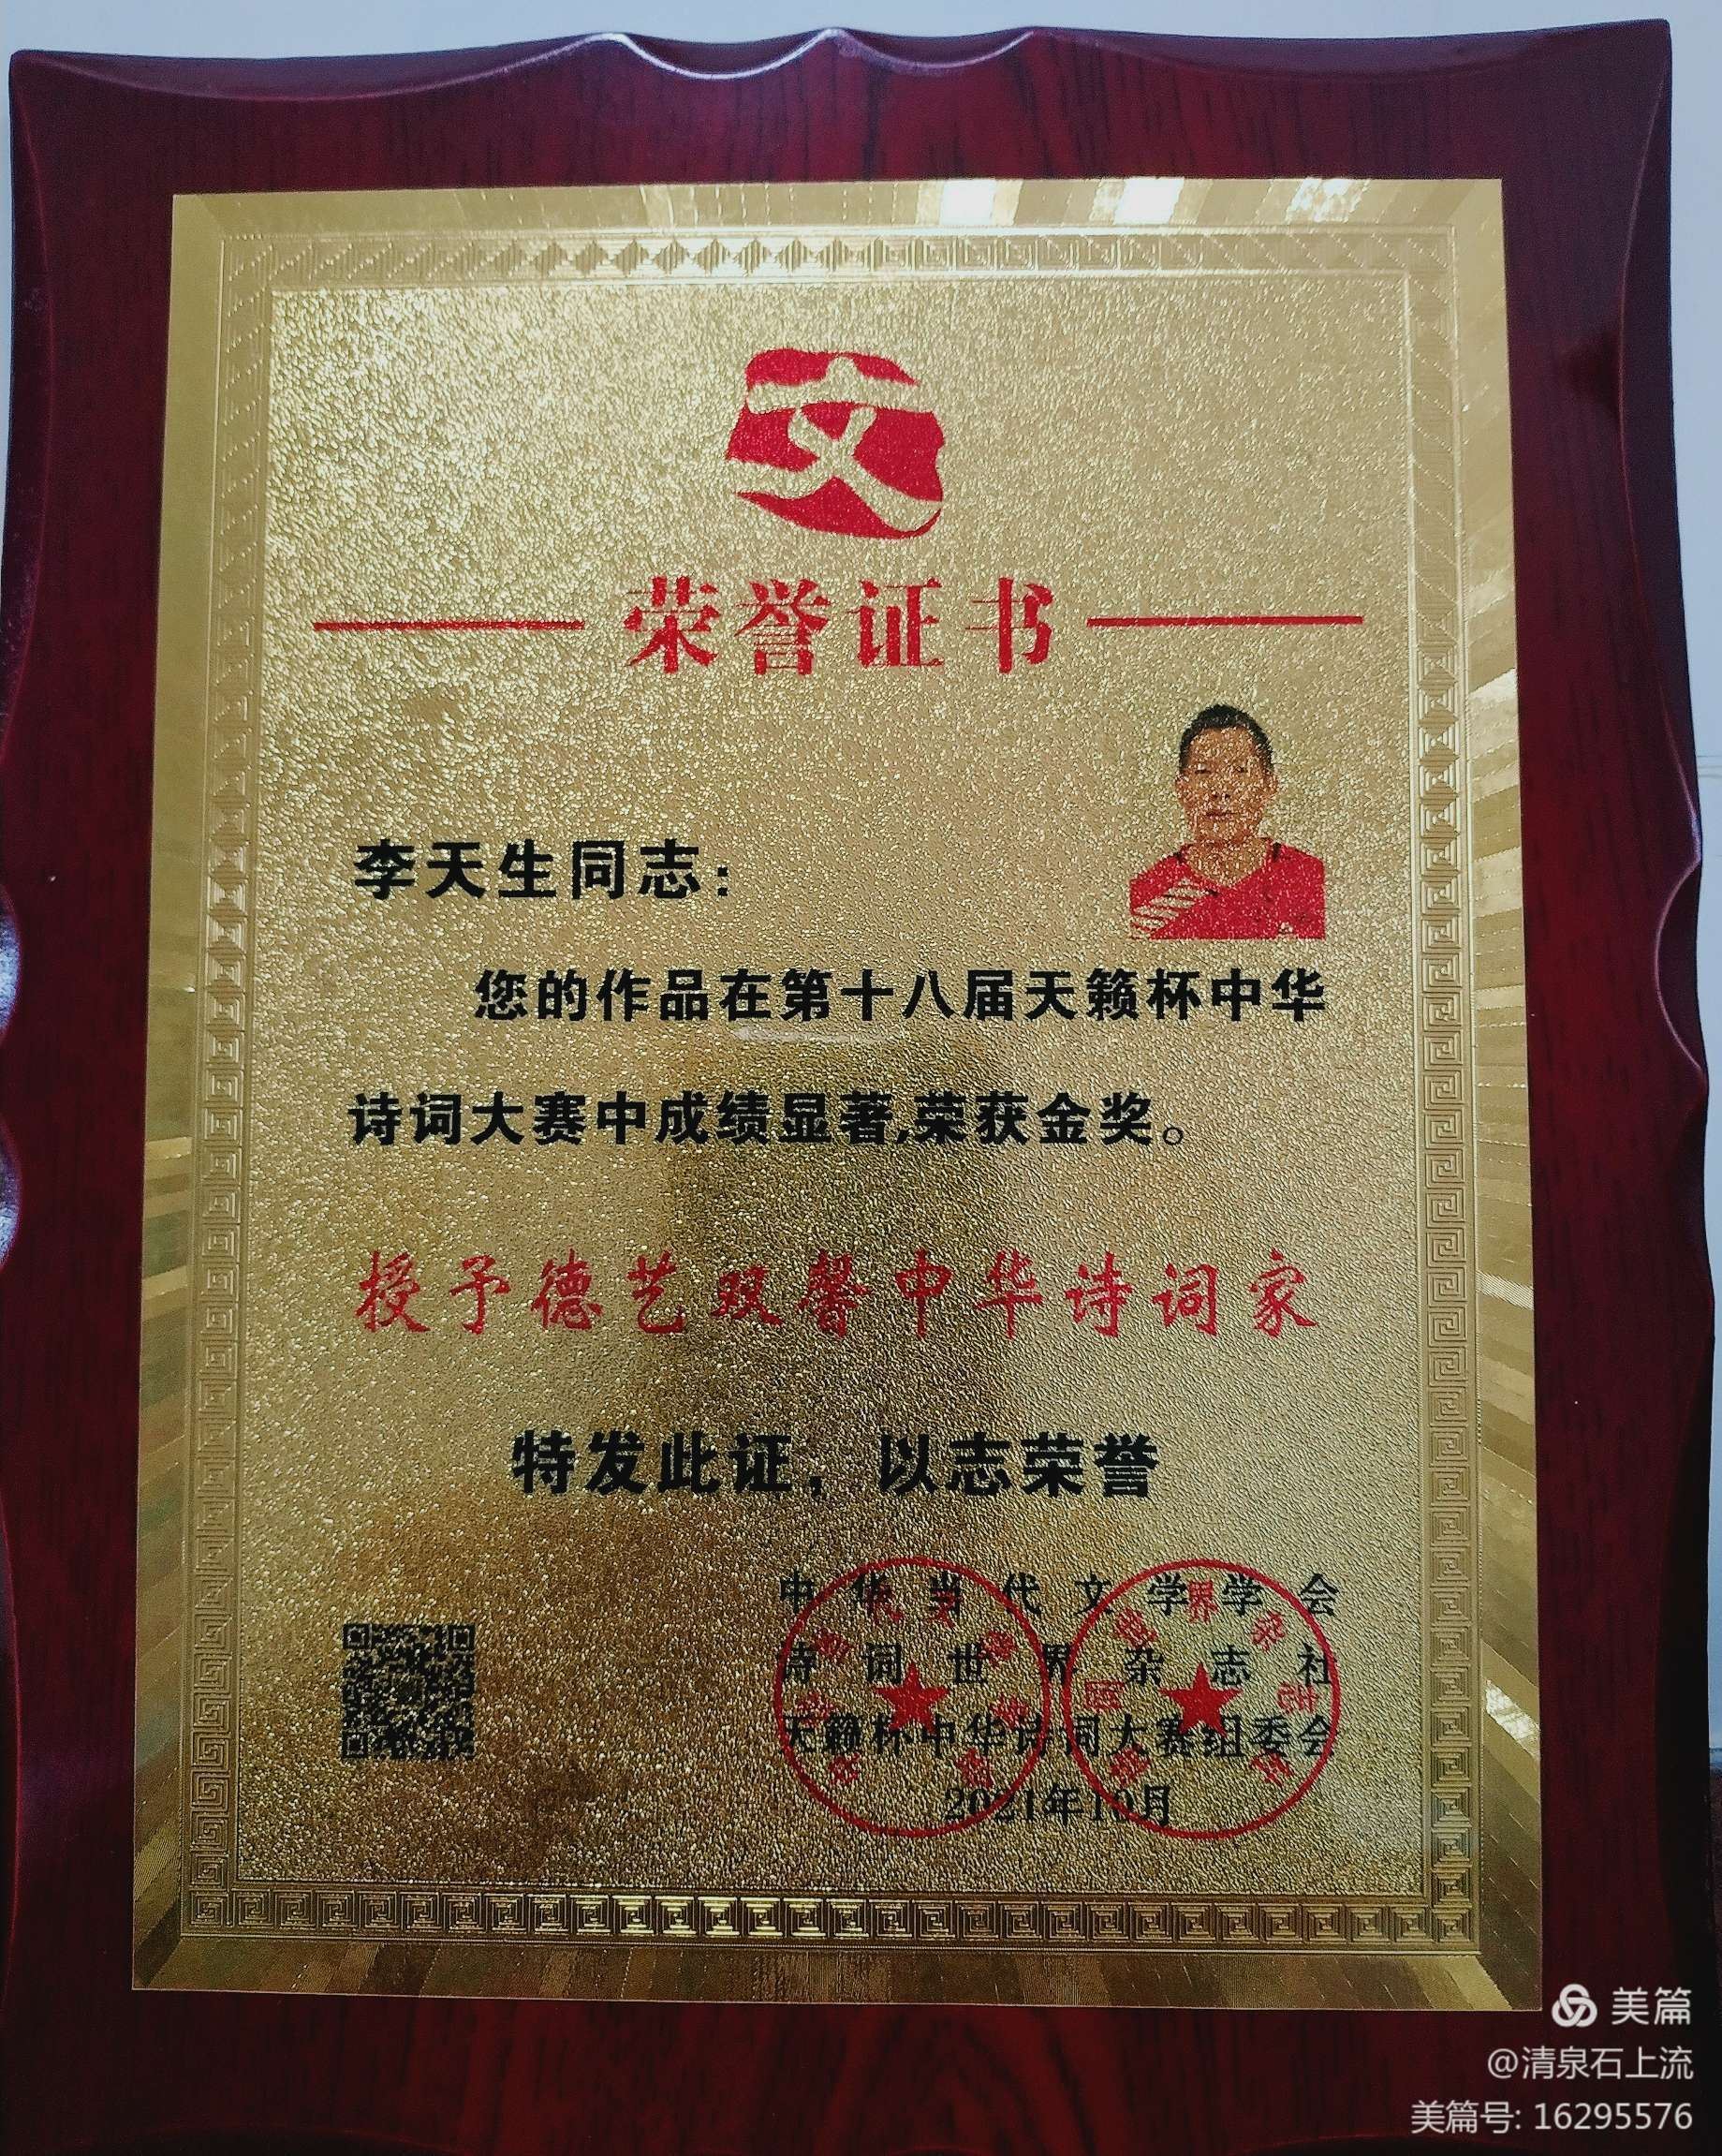 文
荣誉证书
李天生同志:
您的作品在第十八届天籁杯中华
诗词大赛中成绩显著,荣获金奖。
授予德艺双馨中华诗词家
特发此证，以志荣誉
中华当代文学学会
诗词世界杂志社
天籁杯中华诗词大赛组委会
2021年10月
美篇
@清泉石上流
美篇号: 16295576